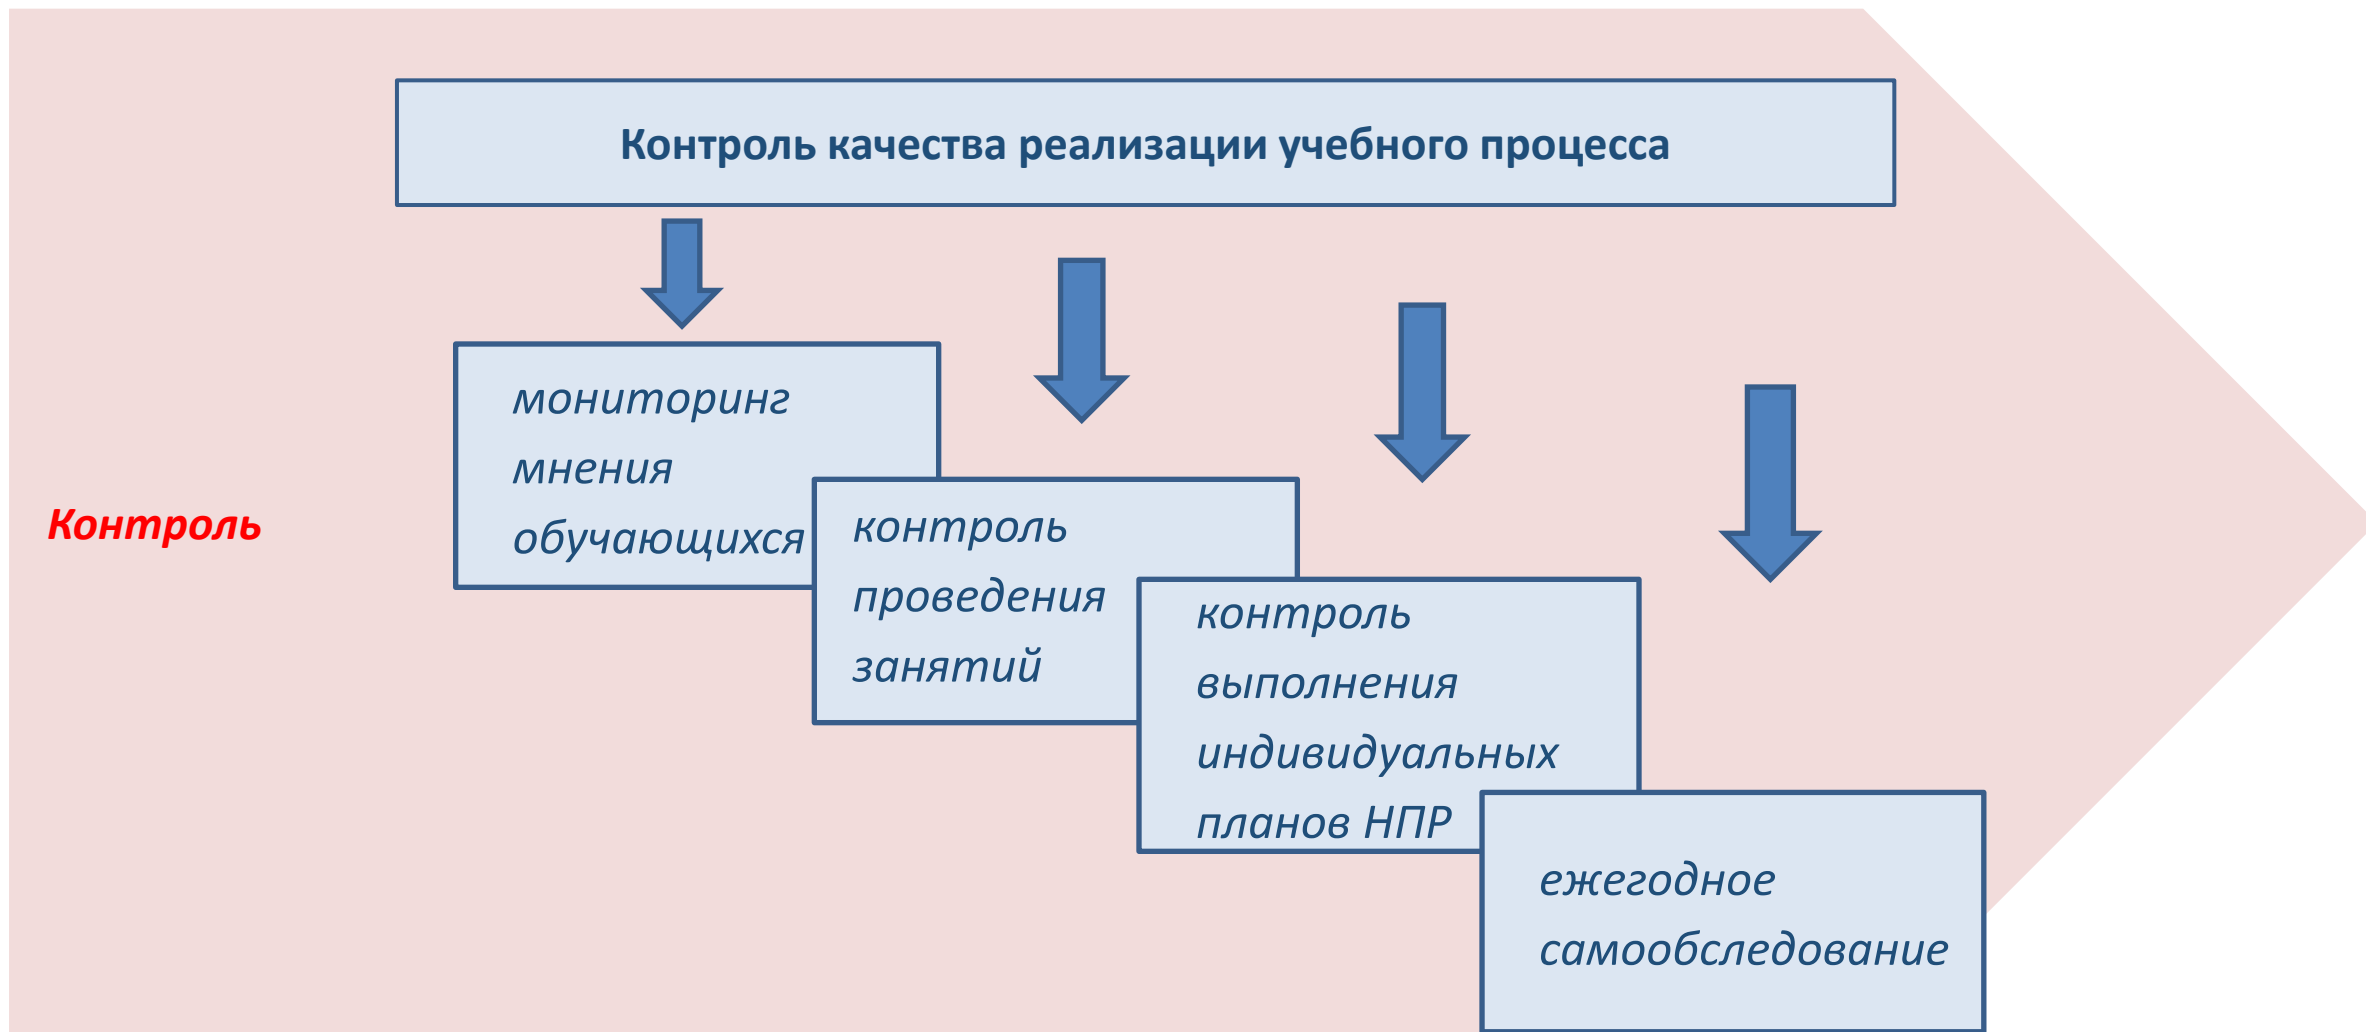 Контроль качества реализации учебного процесса
мониторинг
мнения
обучающихся
Контроль
контроль
проведения
занятий
контроль
выполнения
индивидуальных
планов НПР
ежегодное
самообследование